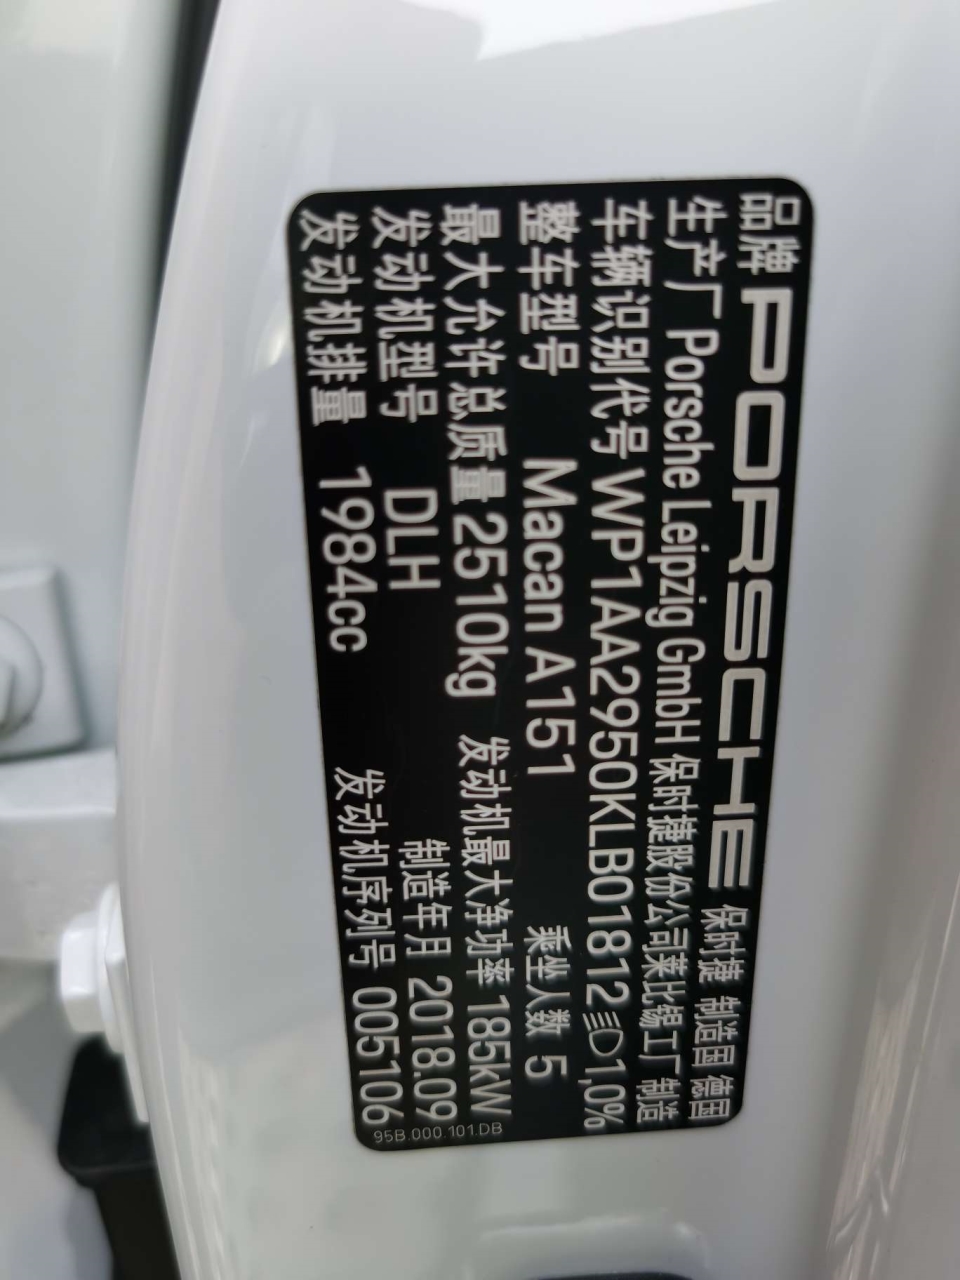 品牌 PORSCHE 保时捷 制造国 德国
生产厂 Porsche Leipzig GmbH 保时捷股份公司莱比锡工厂制造
车辆识别代号 WP1AA2950KLB01812 1,0%
整车型号 Macan A151 乘坐人数 5
最大允许总质量 2510kg 发动机最大净功率 185kW
发动机型号 DLH 制造年月 2018.09
发动机排量 1984cc 发动机序列号 005106
95B.000.101.DB